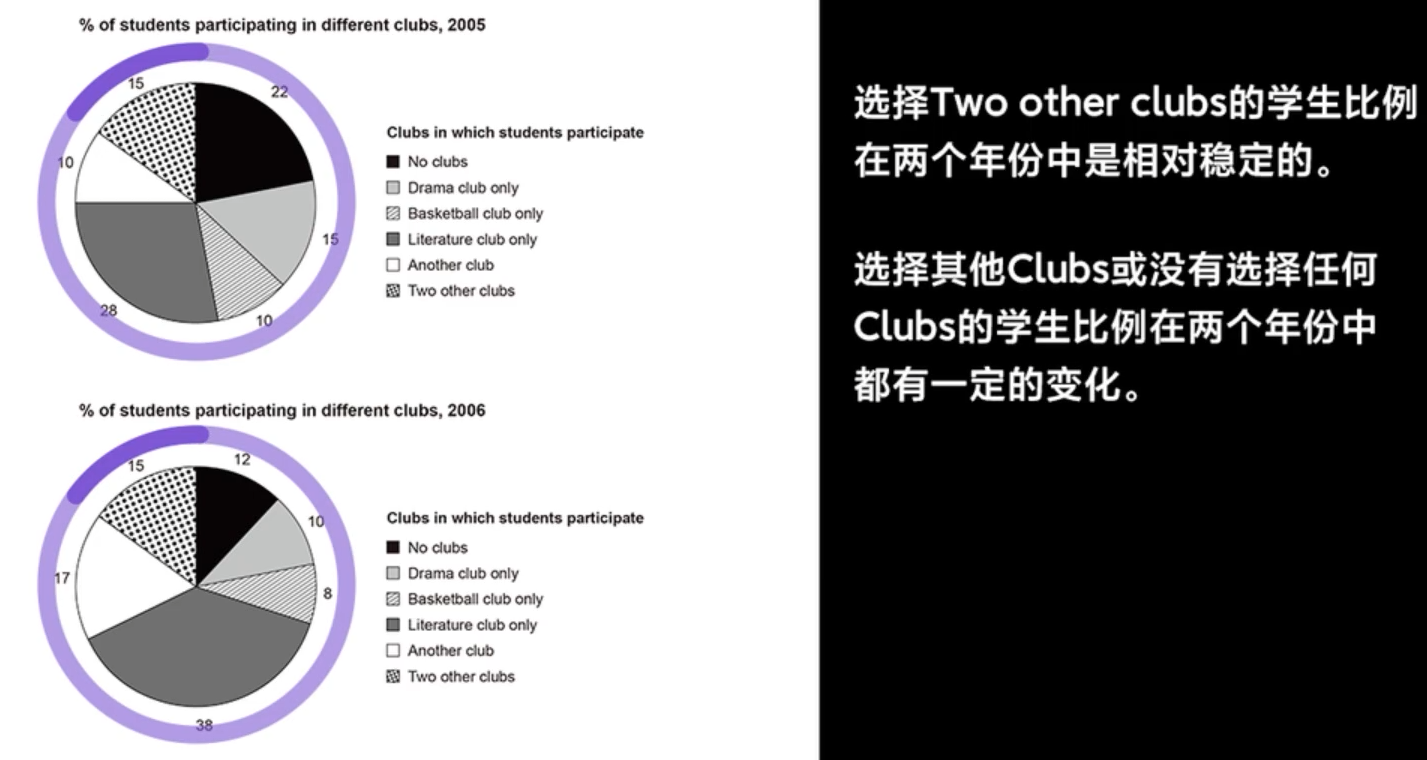 % of students participating in different clubs, 2005
15
22
10
15
28
10
Clubs in which students participate
No clubs
Drama club only
Basketball club only
Literature club only
Another club
Two other clubs
% of students participating in different clubs, 2006
15
12
10
17
8
38
Clubs in which students participate
No clubs
Drama club only
Basketball club only
Literature club only
Another club
Two other clubs
选择Two other clubs的学生比例
在两个年份中是相对稳定的。
选择其他Clubs或没有选择任何
Clubs的学生比例在两个年份中
都有一定的变化。